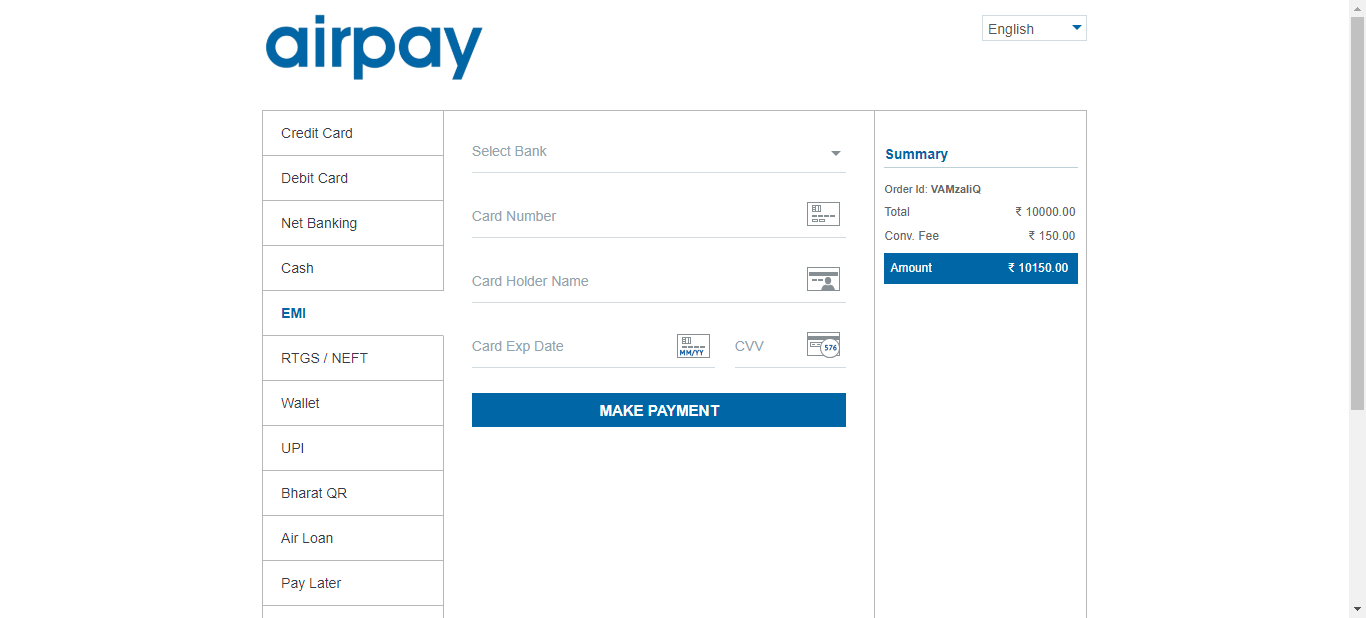 airpay
English
Credit Card
Debit Card
Net Banking
Cash
EMI
RTGS / NEFT
Wallet
UPI
Bharat QR
Air Loan
Pay Later
Select Bank
Card Number
Card Holder Name
Card Exp Date
MM/YY
CVV
576
MAKE PAYMENT
Summary
Order Id: VAMzaliQ
Total ₹ 10000.00
Conv. Fee ₹ 150.00
Amount ₹ 10150.00